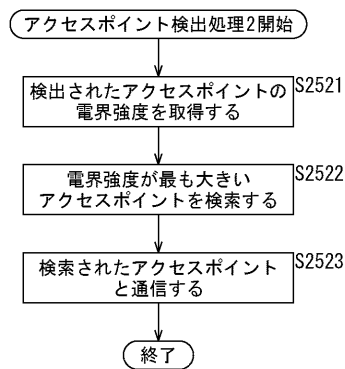 アクセスポイント検出処理2開始
検出されたアクセスポイントの
電界強度を取得する
S2521
電界強度が最も大きい
アクセスポイントを検索する
S2522
検索されたアクセスポイント
と通信する
S2523
終了